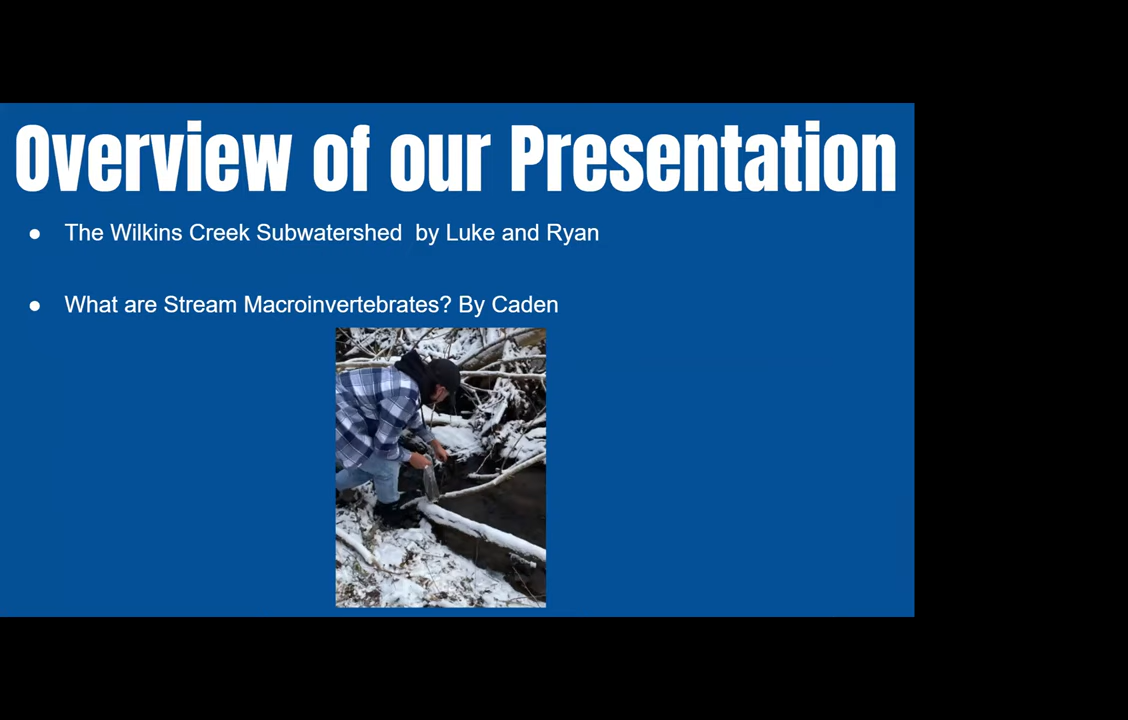 Overview of our Presentation
● The Wilkins Creek Subwatershed  by Luke and Ryan
● What are Stream Macroinvertebrates? By Caden